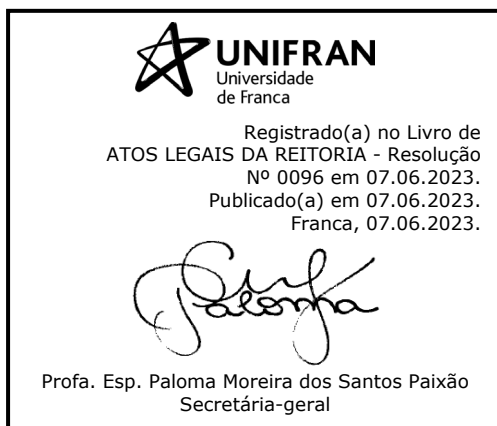 UNIFRAN
Universidade
de Franca
Registrado(a) no Livro de
ATOS LEGAIS DA REITORIA - Resolução
Nº 0096 em 07.06.2023.
Publicado(a) em 07.06.2023.
Franca, 07.06.2023.
Paloma
Profa. Esp. Paloma Moreira dos Santos Paixão
Secretária-geral